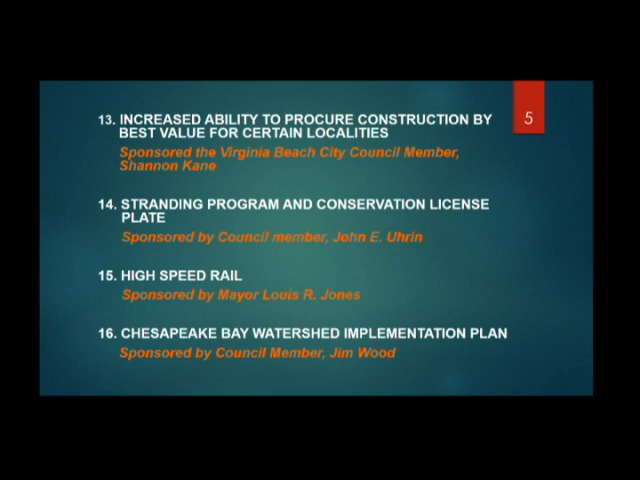 5
13. INCREASED ABILITY TO PROCURE CONSTRUCTION BY
BEST VALUE FOR CERTAIN LOCALITIES
Sponsored the Virginia Beach City Council Member,
Shannon Kane
14. STRANDING PROGRAM AND CONSERVATION LICENSE
PLATE
Sponsored by Council member, John E. Uhrin
15. HIGH SPEED RAIL
Sponsored by Mayor Louis R. Jones
16. CHESAPEAKE BAY WATERSHED IMPLEMENTATION PLAN
Sponsored by Council Member, Jim Wood